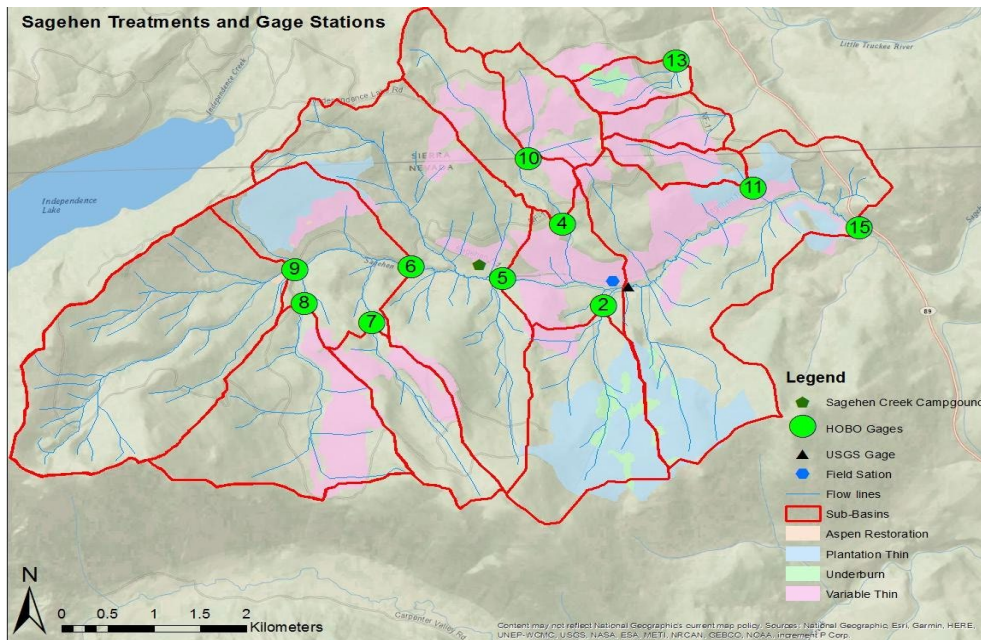 Sagehen Treatments and Gage Stations
Little Truckee River
Independence Creek
Independence Lake Rd
SIERRA
NEVADA
Independence
Lake
Sagehen
13
10
11
4
15
9
6
5
8
7
2
89
Legend
Sagehen Creek Campground
HOBO Gages
USGS Gage
Field Sation
Flow lines
Sub-Basins
Aspen Restoration
Plantation Thin
Underburn
Variable Thin
N
0 0.5 1 2
Kilometers
Carpenter Valley Rd
Content may not reflect National Geographic's current map policy. Sources: National Geographic, Esri, Garmin, HERE,
UNEP-WCMC, USGS, NASA, ESA, METI, NRCAN, GEBCO, NOAA, increment P Corp.